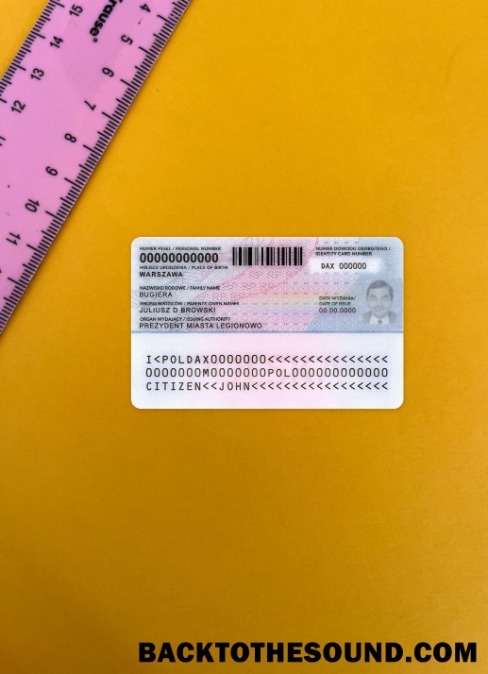 Krause
15
14
13
12
11
10
9
8
7
6
5
4
NUMER PESEL / PERSONAL NUMBER
00000000000
MIEJSCE URODZENIA / PLACE OF BIRTH
WARSZAWA
NUMER DOWODU OSOBISTEGO /
IDENTITY CARD NUMBER
DAX 000000
NAZWISKO RODOWE / FAMILY NAME
BUGIERA
IMIONA RODZICÓW / PARENTS' GIVEN NAMES
JULIUSZ D BROWSKI
ORGAN WYDAJĄCY / ISSUING AUTHORITY
PREZYDENT MIASTA LEGIONOWO
DATA WYDANIA/
DATE OF ISSUE
00.00.0000
I<POLDAX0000000<<<<<<<<<<<<<<<
0000000M0000000POL000000000000
CITIZEN<<JOHN<<<<<<<<<<<<<<<<<
BACKTOTHESOUND.COM